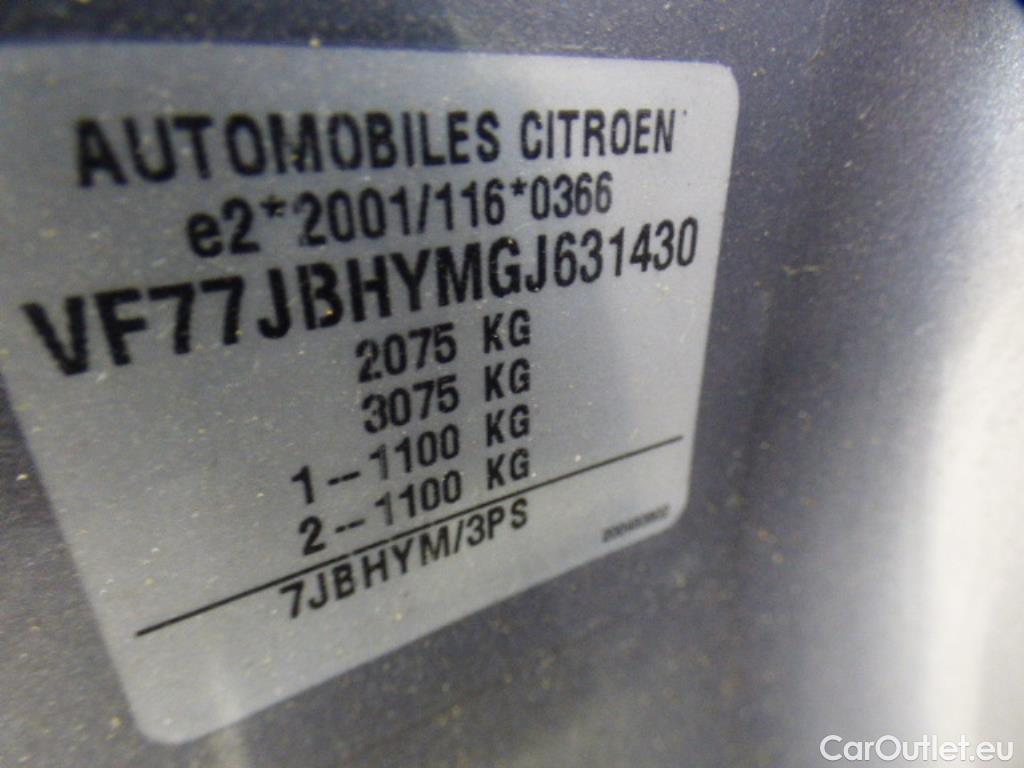 AUTOMOBILES CITROEN
e2*2001/116*0366
VF77JBHYMGJ631430
2075 KG
3075 KG
1--1100 KG
2--1100 KG
7JBHYM/3PS
CarOutlet.eu